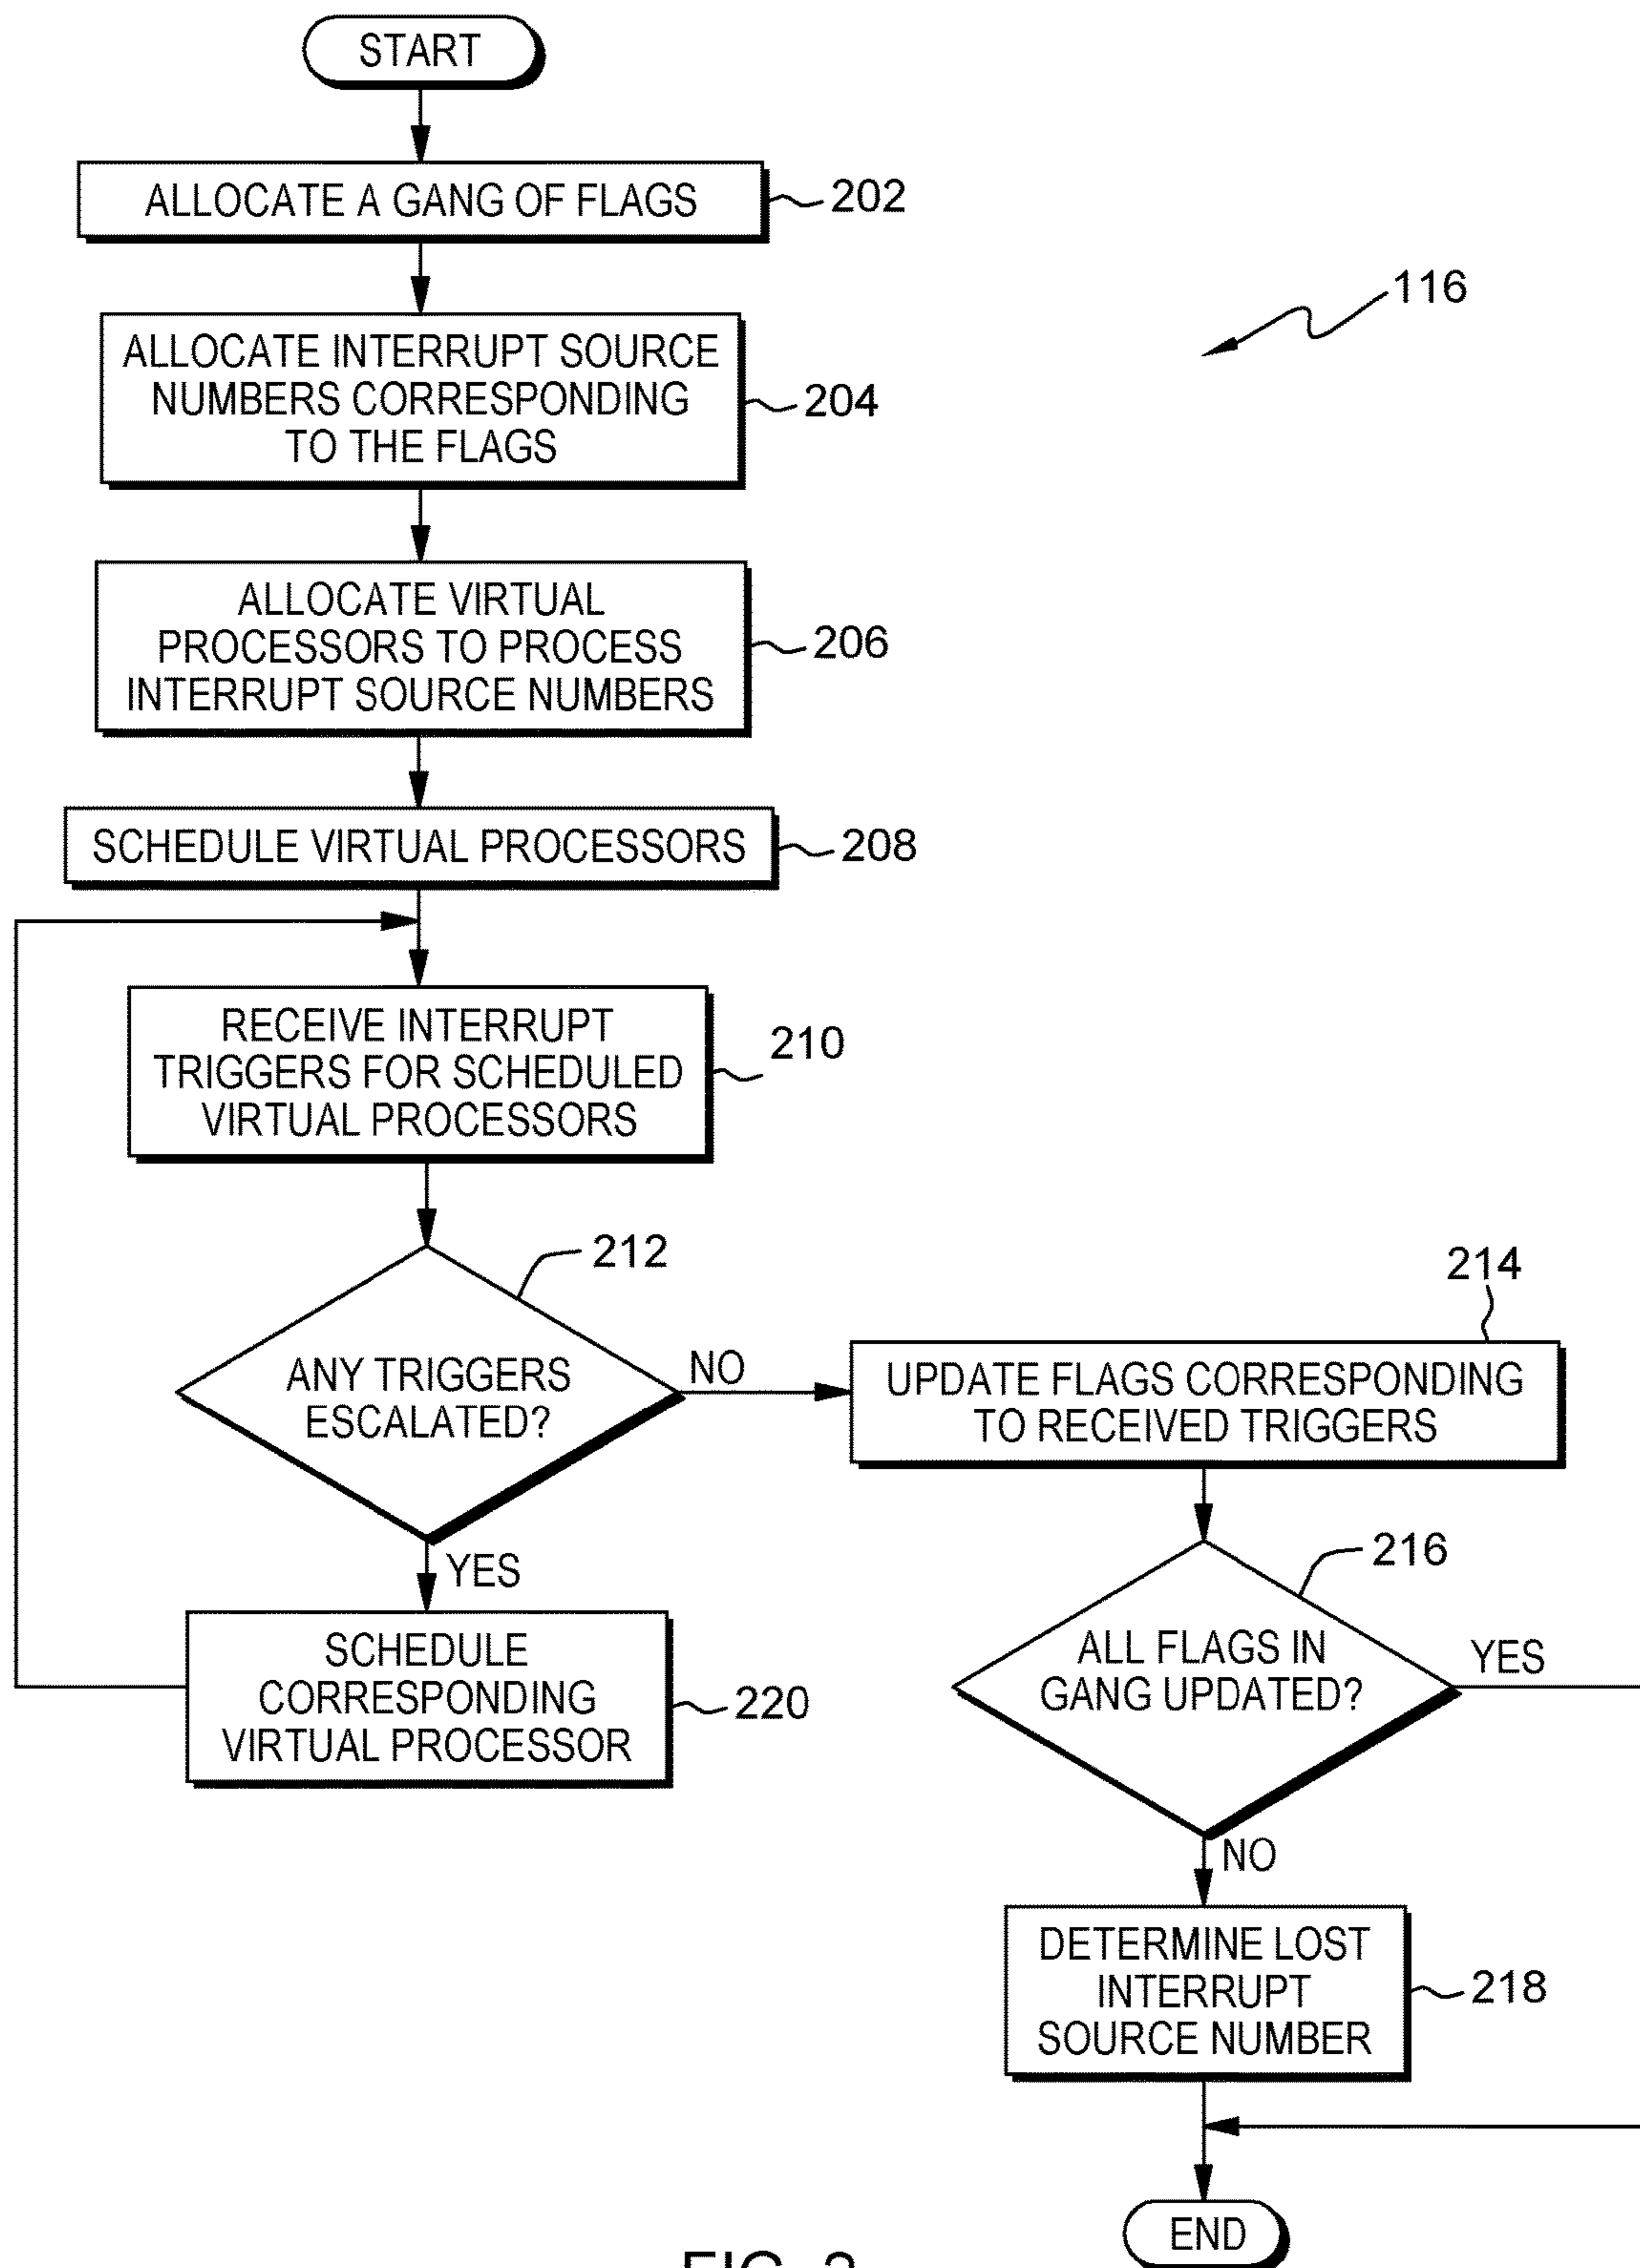 START
ALLOCATE A GANG OF FLAGS
202
116
ALLOCATE INTERRUPT SOURCE
NUMBERS CORRESPONDING
TO THE FLAGS
204
ALLOCATE VIRTUAL
PROCESSORS TO PROCESS
INTERRUPT SOURCE NUMBERS
206
SCHEDULE VIRTUAL PROCESSORS
208
RECEIVE INTERRUPT
TRIGGERS FOR SCHEDULED
VIRTUAL PROCESSORS
210
212
ANY TRIGGERS
ESCALATED?
NO
YES
214
UPDATE FLAGS CORRESPONDING
TO RECEIVED TRIGGERS
216
ALL FLAGS IN
GANG UPDATED?
YES
NO
SCHEDULE
CORRESPONDING
VIRTUAL PROCESSOR
220
DETERMINE LOST
INTERRUPT
SOURCE NUMBER
218
END
FIG.